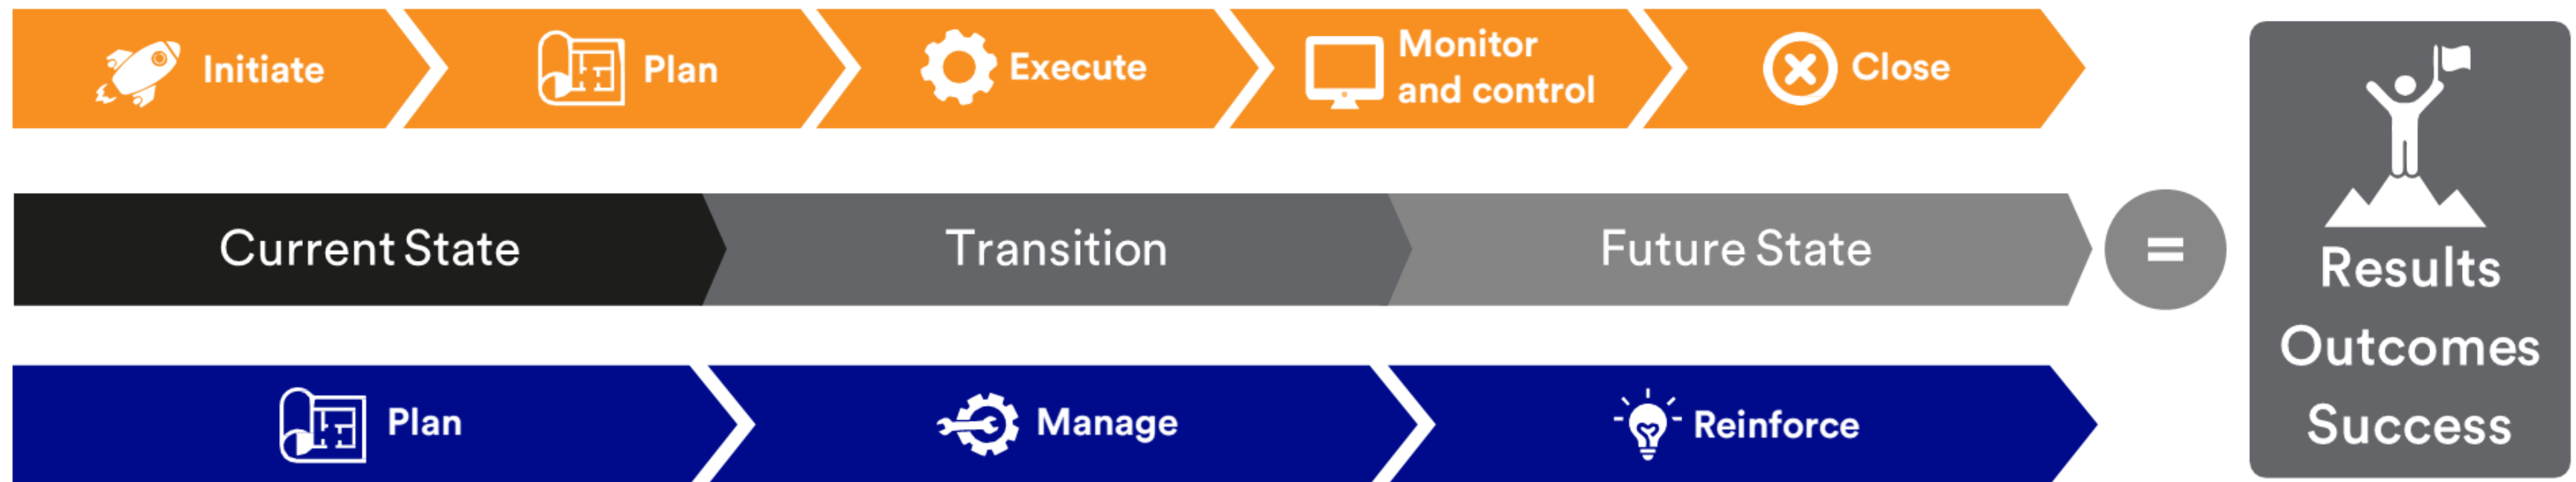 Initiate
Plan
Execute
Monitor
and control
Close
Current State
Transition
Future State
=
Results
Outcomes
Success
Plan
Manage
Reinforce